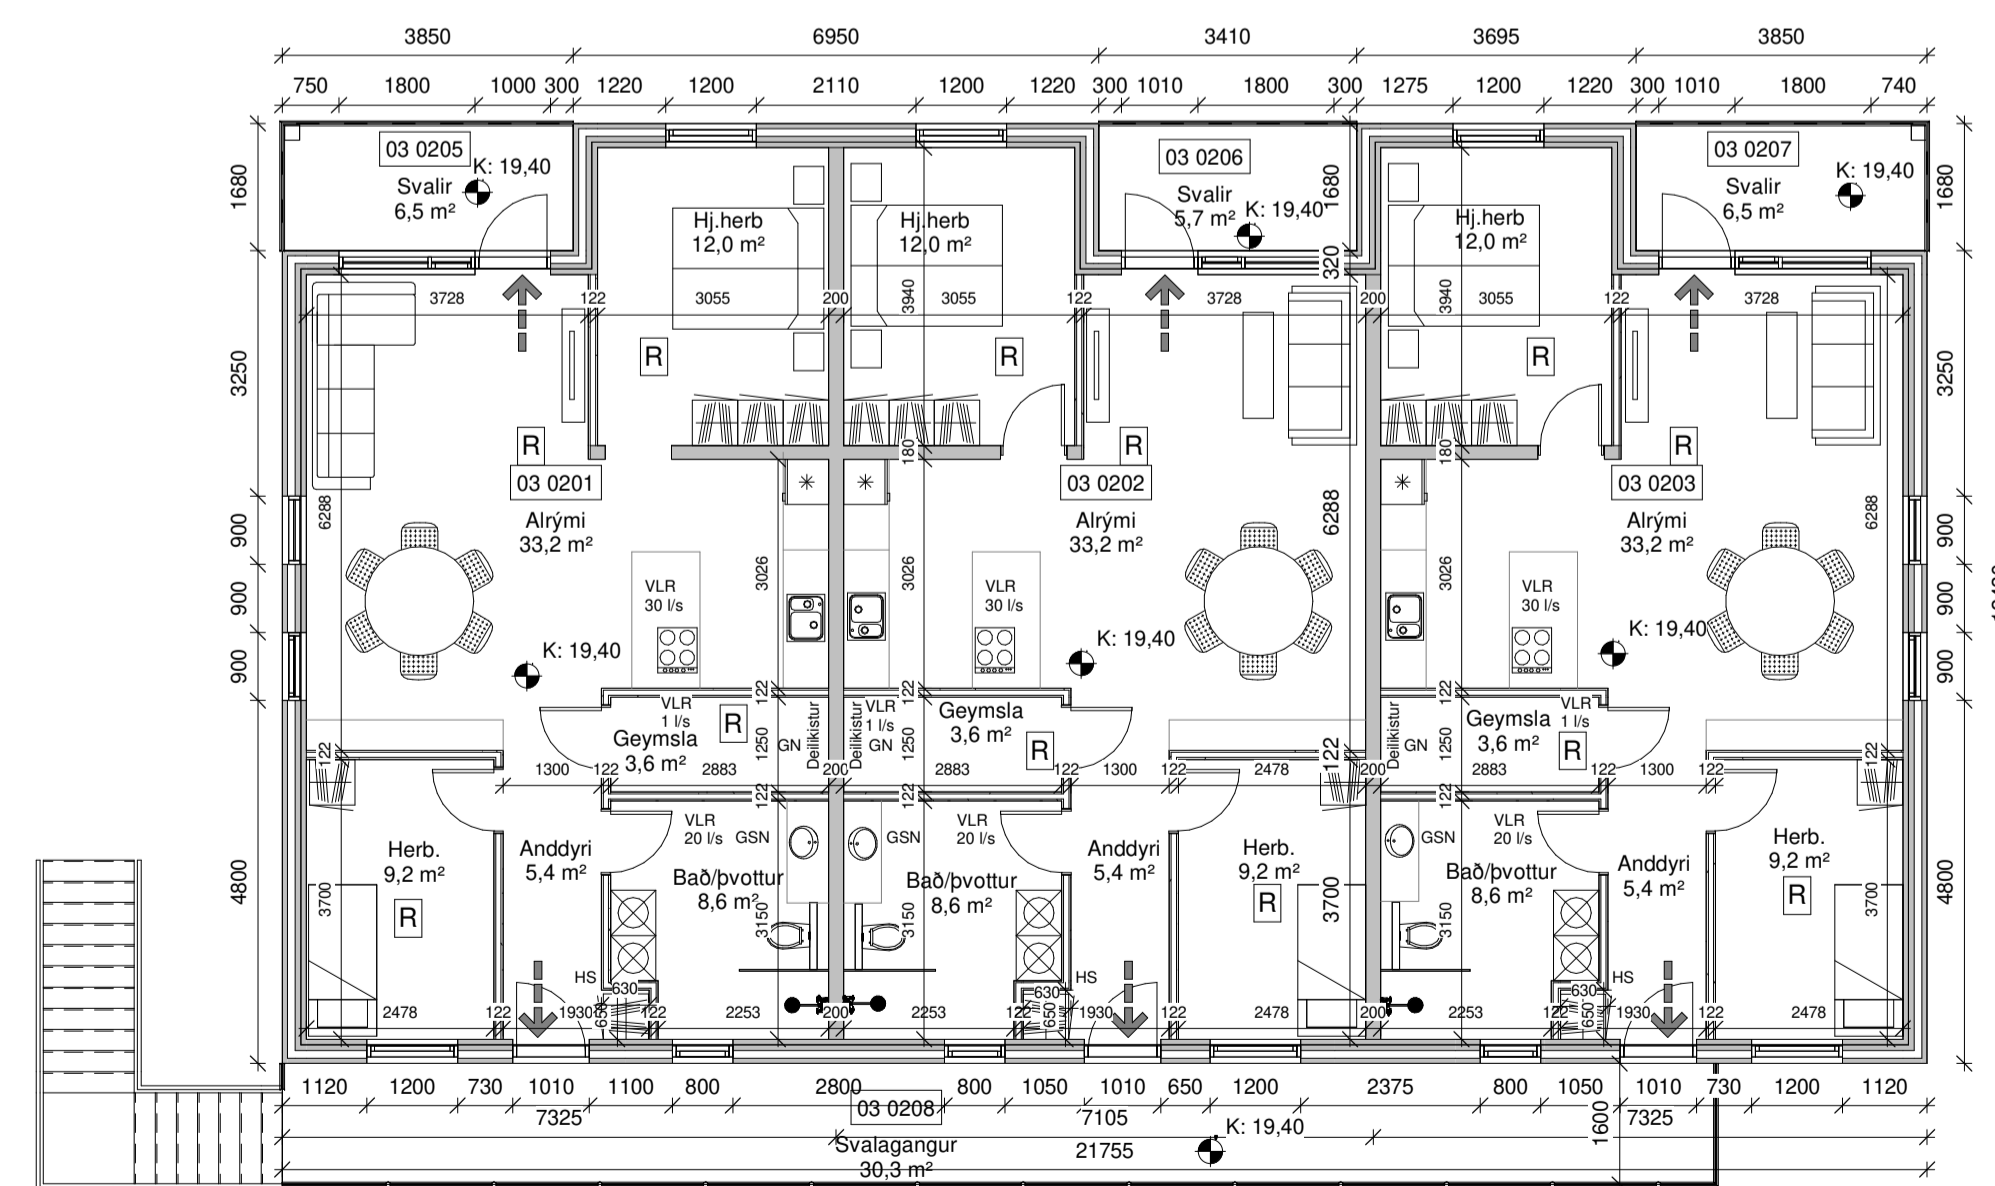 3850 6950 3410 3695 3850
750 1800 1000 300 1220 1200 2110 1200 1220 300 1010 1800 300 1275 1200 1220 300 1010 1800 740
03 0205
K: 19,40
Svalir
6,5 m²
03 0206
Svalir
5,7 m²
K: 19,40
03 0207
K: 19,40
Svalir
6,5 m²
1680 1680 1680
Hj.herb
12,0 m²
Hj.herb
12,0 m²
Hj.herb
12,0 m²
320
3728 122 3055 200 3940 3055 122 3728 200 3940 3055 122 3728
3250 3250
R R R R
R R R
180 180
03 0201 03 0202 03 0203
Alrými
33,2 m²
Alrými
33,2 m²
Alrými
33,2 m²
6288 6288 6288
900 900
3026 3026 3026
VLR
30 l/s
VLR
30 l/s
VLR
30 l/s
900 900
K: 19,40 K: 19,40 K: 19,40
900 900
122 122 122
VLR
1 l/s
R
Geymsla
3,6 m²
1250
GN
Deilikistur
Deilikistur
VLR
1 l/s
GN
1250
Geymsla
3,6 m²
R
Deilikistur
GN
1250
Geymsla
3,6 m²
VLR
1 l/s
R
122 122 122
1300 122 2883 200 2883 122 1300 122 2478 200 2883 122 1300 122
122 122 122
VLR
20 l/s
GSN
GSN
VLR
20 l/s
GSN
VLR
20 l/s
Herb.
9,2 m²
R
Anddyri
5,4 m²
Bað/þvottur
8,6 m²
Bað/þvottur
8,6 m²
Anddyri
5,4 m²
Herb.
9,2 m²
R
Bað/þvottur
8,6 m²
Anddyri
5,4 m²
Herb.
9,2 m²
R
4800 4800
3700 3150 3150 3700 3150 3700
HS HS HS
630 630 630
650 650 650
2478 122 1930 122 2253 200 2253 122 122 2478 200 2253 122 1930 122 2478
1120 1200 730 1010 1100 800 2800 800 1050 1010 650 1200 2375 800 1050 1010 730 1200 1120
03 0208
7325 7105 7325
1600
K: 19,40
Svalagangur
30,3 m²
21755